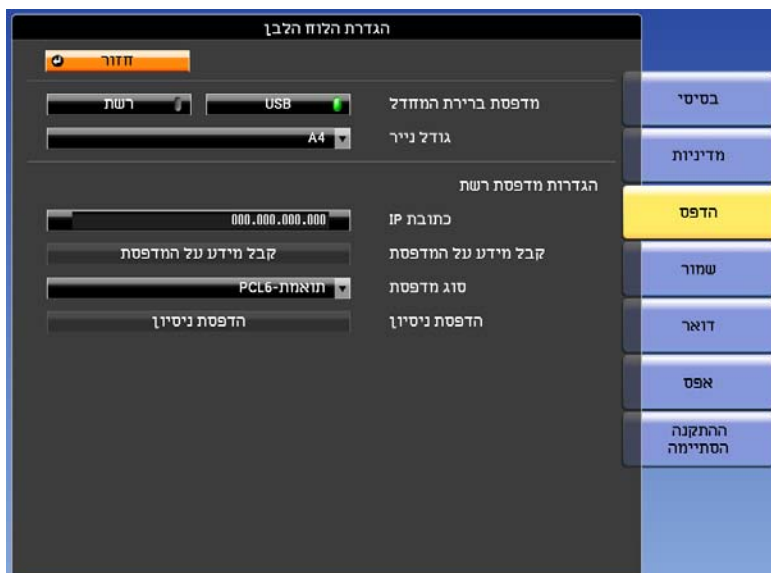 הגדרת הלוח הלבן
חזור
מדפסת ברירת המחדל USB רשת
גודל נייר A4
הגדרות מדפסת רשת
כתובת IP 000.000.000.000
קבל מידע על המדפסת קבל מידע על המדפסת
סוג מדפסת תואמת-PCL6
הדפסת ניסיון הדפסת ניסיון
בסיסי
מדיניות
הדפס
שמור
דואר
אפס
ההתקנה
הסתיימה